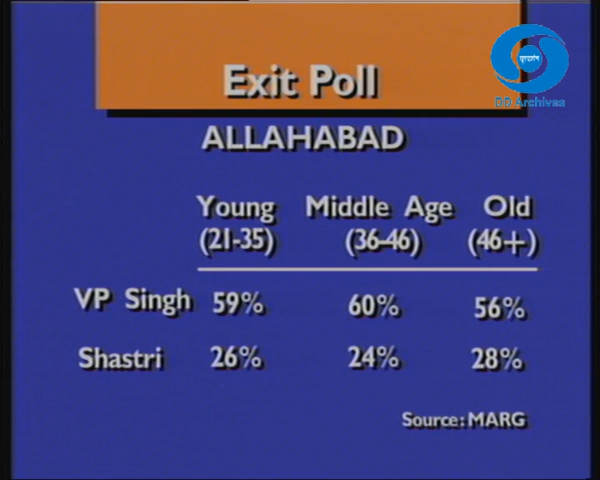 Exit Poll
DD Archives
ALLAHABAD
Young Middle Age Old
(21-35) (36-46) (46+)
VP Singh 59% 60% 56%
Shastri 26% 24% 28%
Source: MARG